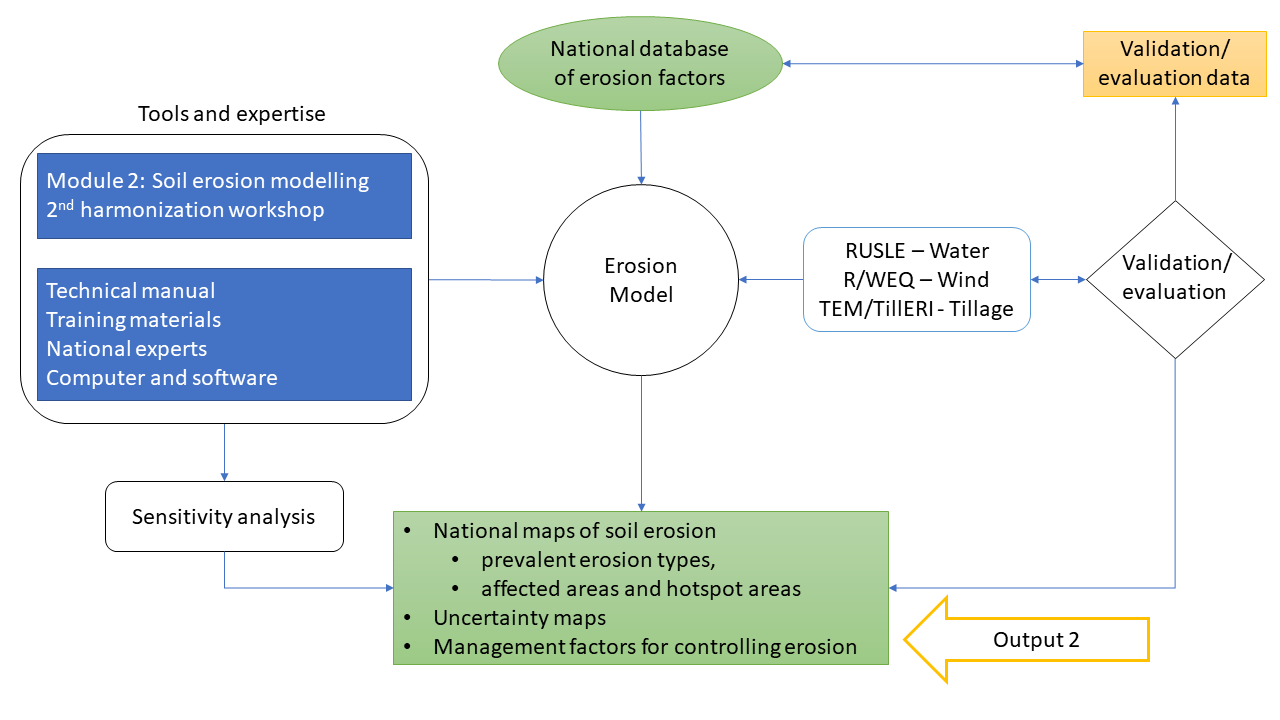 National database
of erosion factors
Validation/
evaluation data
Tools and expertise
Module 2: Soil erosion modelling
2nd harmonization workshop
Technical manual
Training materials
National experts
Computer and software
Erosion
Model
RUSLE – Water
R/WEQ – Wind
TEM/TillERI - Tillage
Validation/
evaluation
Sensitivity analysis
• National maps of soil erosion
• prevalent erosion types,
• affected areas and hotspot areas
• Uncertainty maps
• Management factors for controlling erosion
Output 2